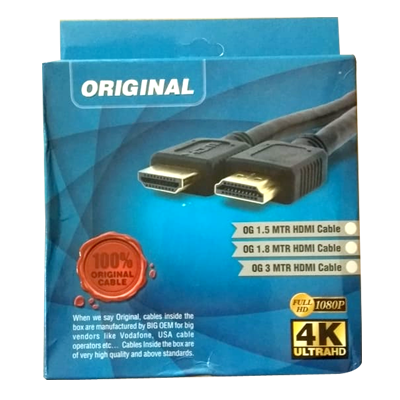 ORIGINAL
OG 1.5 MTR HDMI Cable
OG 1.8 MTR HDMI Cable
OG 3 MTR HDMI Cable
100%
ORIGINAL
CABLE
FULL HD 1080P
4K
ULTRAHD
When we say Original, cables inside the
box are manufactured by BIG OEM for big
vendors like Vodafone, USA cable
operators etc.... Cables Inside the box are
of very high quality and above standards.